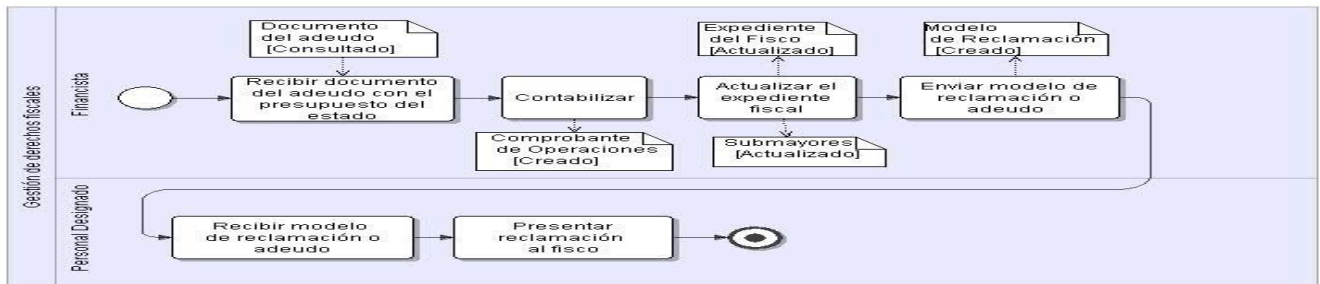 Gestión de derechos fiscales
Financista
Documento
del adeudo
[Consultado]
Recibir documento
del adeudo con el
presupuesto del
estado
Contabilizar
Comprobante
de Operaciones
[Creado]
Expediente
del Fisco
[Actualizado]
Actualizar el
expediente
fiscal
Submayores
[Actualizado]
Modelo
de Reclamación
[Creado]
Enviar modelo de
reclamación o
adeudo
Personal Designado
Recibir modelo
de reclamación o
adeudo
Presentar
reclamación
al fisco